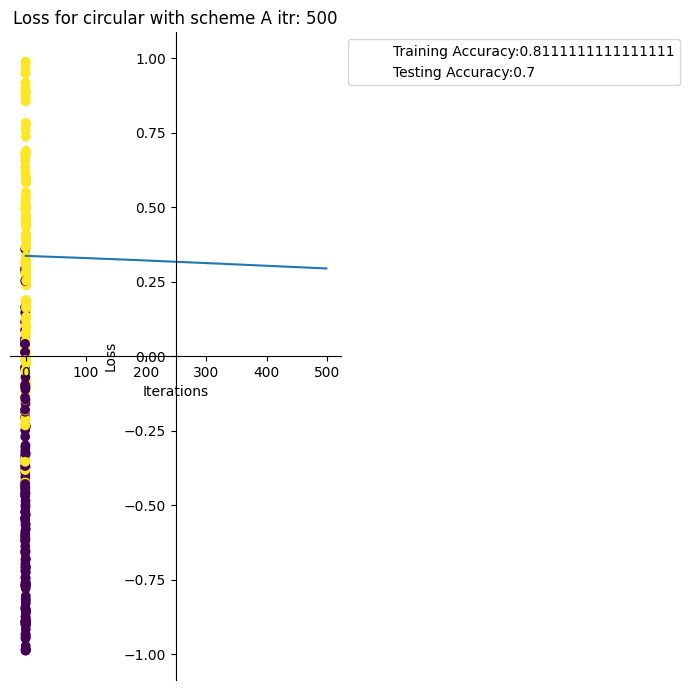 Loss for circular with scheme A itr: 500
Training Accuracy:0.8111111111111111
Testing Accuracy:0.7
1.00
0.75
0.50
0.25
0.00
Loss
0 100 200 300 400 500
Iterations
−0.25
−0.50
−0.75
−1.00